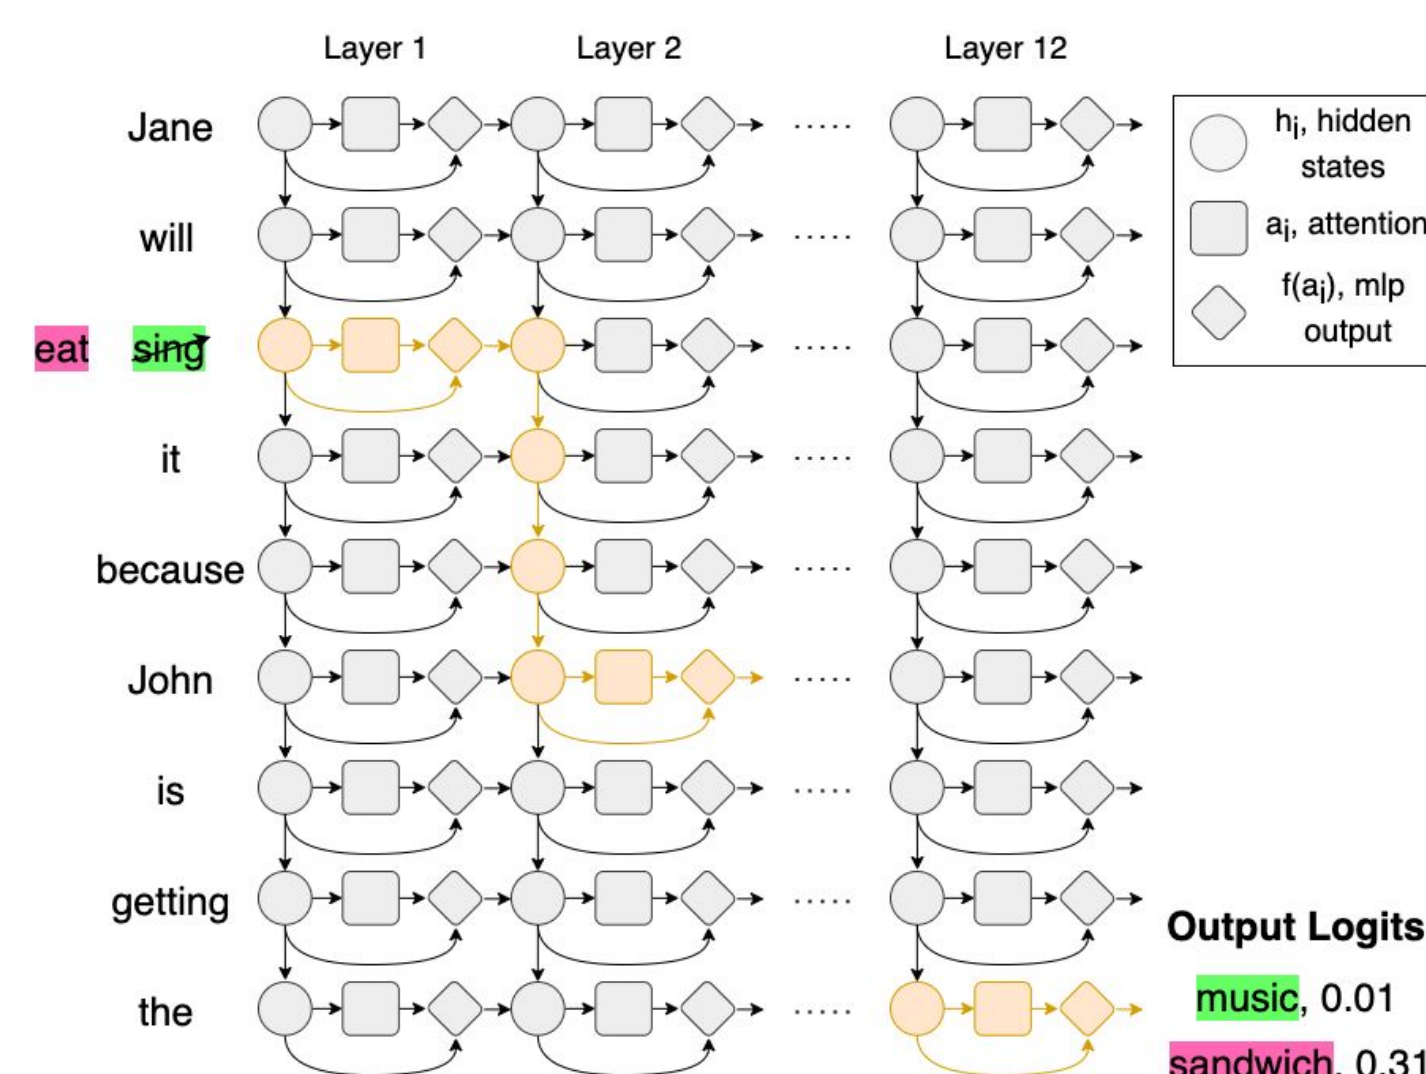 Layer 1 Layer 2 Layer 12
Jane .....
will .....
eat sing .....
it .....
because .....
John .....
is .....
getting .....
the .....
hi, hidden
states
ai, attention
f(ai), mlp
output
Output Logits
music, 0.01
sandwich, 0.31